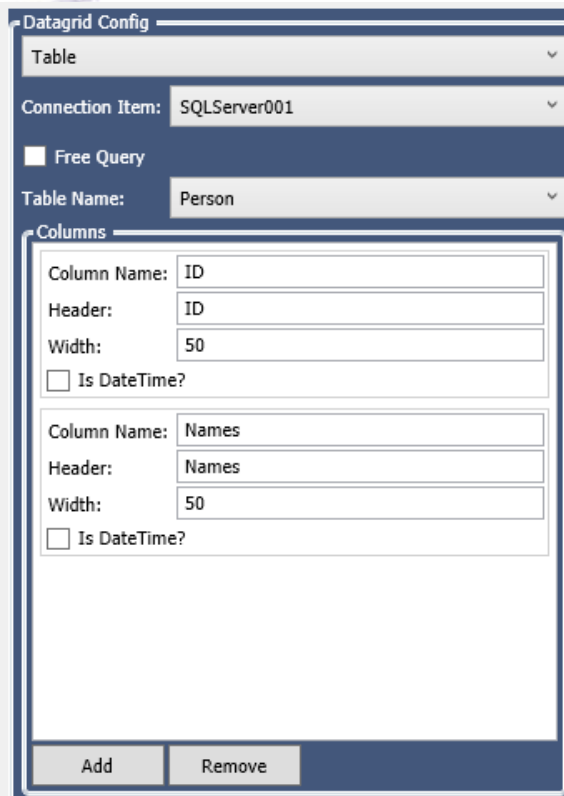 Datagrid Config
Table
Connection Item: SQLServer001
Free Query
Table Name: Person
Columns
Column Name: ID
Header: ID
Width: 50
Is DateTime?
Column Name: Names
Header: Names
Width: 50
Is DateTime?
Add Remove